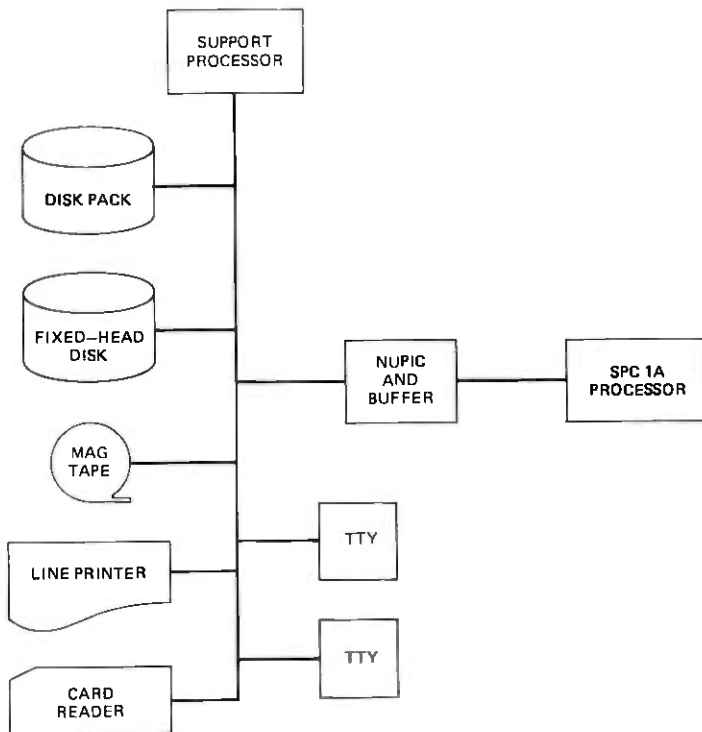 SUPPORT
PROCESSOR
DISK PACK
FIXED–HEAD
DISK
NUPIC
AND
BUFFER
SPC 1A
PROCESSOR
MAG
TAPE
TTY
LINE PRINTER
TTY
CARD
READER